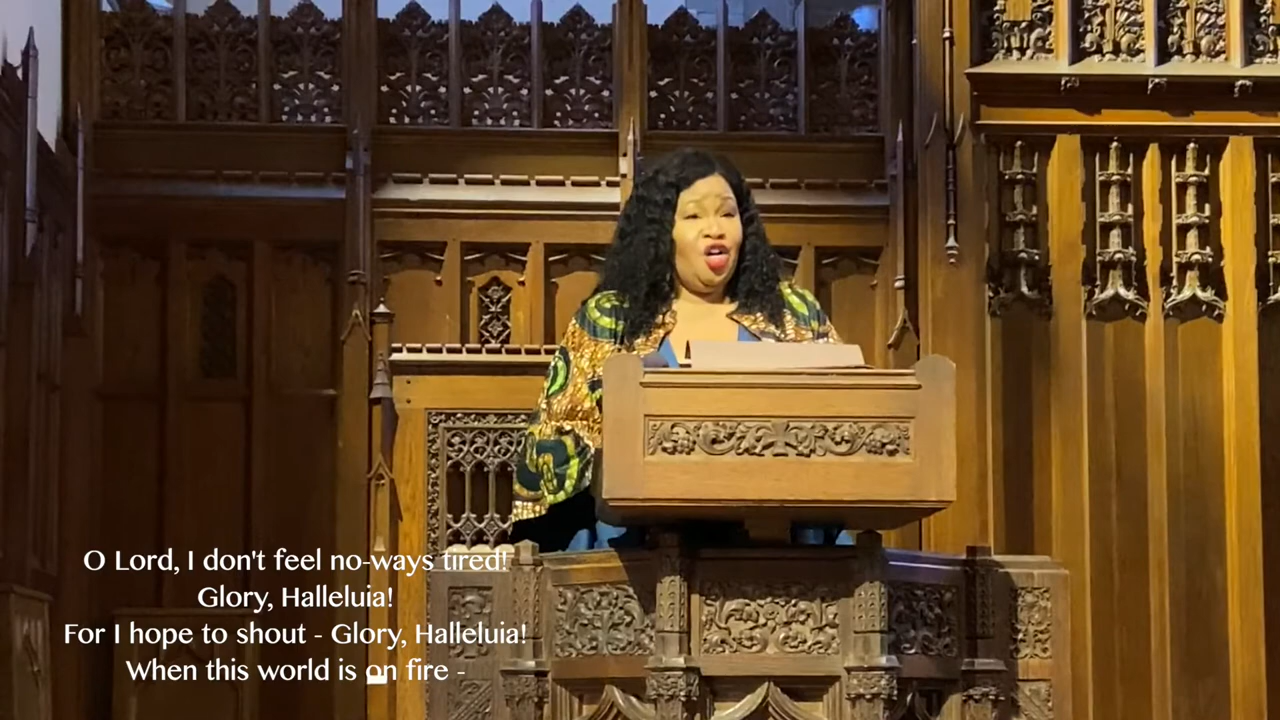 O Lord, I don't feel no-ways tired!
Glory, Halleluia!
For I hope to shout - Glory, Halleluia!
When this world is on fire -